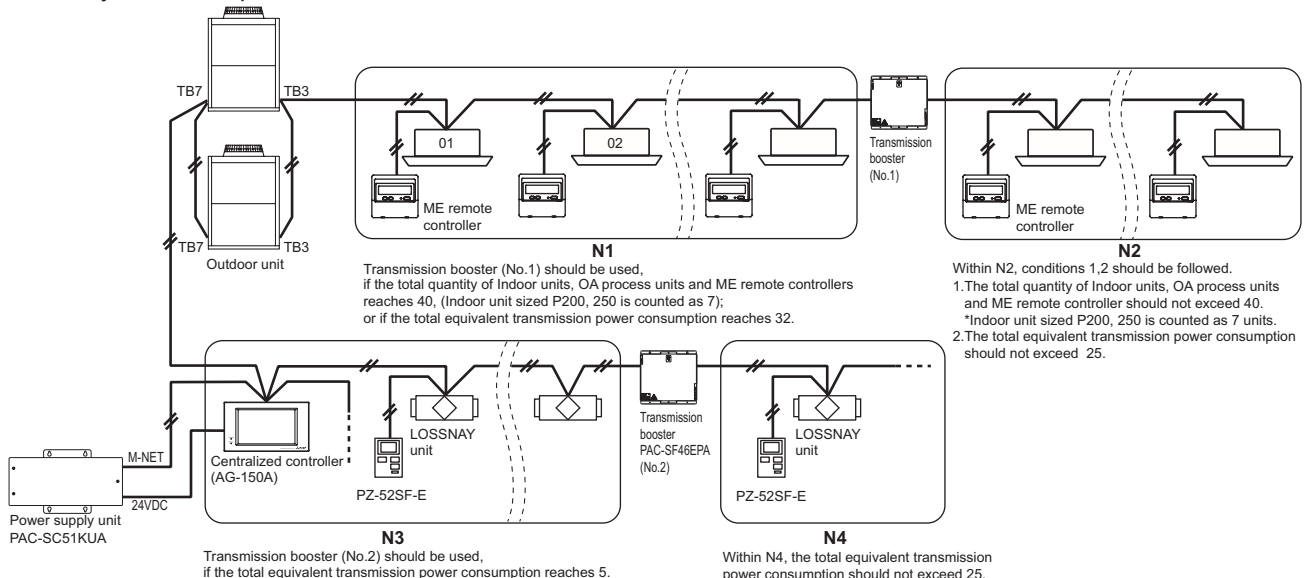 TB7
TB3
TB7
TB3
Outdoor unit
01
02
ME remote
controller
Transmission
booster
(No.1)
ME remote
controller
N1
Transmission booster (No.1) should be used,
if the total quantity of Indoor units, OA process units and ME remote controllers
reaches 40, (Indoor unit sized P200, 250 is counted as 7);
or if the total equivalent transmission power consumption reaches 32.
N2
Within N2, conditions 1,2 should be followed.
1.The total quantity of Indoor units, OA process units
and ME remote controller should not exceed 40.
*Indoor unit sized P200, 250 is counted as 7 units.
2.The total equivalent transmission power consumption
should not exceed 25.
Power supply unit
PAC-SC51KUA
M-NET
24VDC
Centralized controller
(AG-150A)
LOSSNAY
unit
PZ-52SF-E
Transmission
booster
PAC-SF46EPA
(No.2)
LOSSNAY
unit
PZ-52SF-E
N3
Transmission booster (No.2) should be used,
if the total equivalent transmission power consumption reaches 5.
N4
Within N4, the total equivalent transmission
power consumption should not exceed 25.